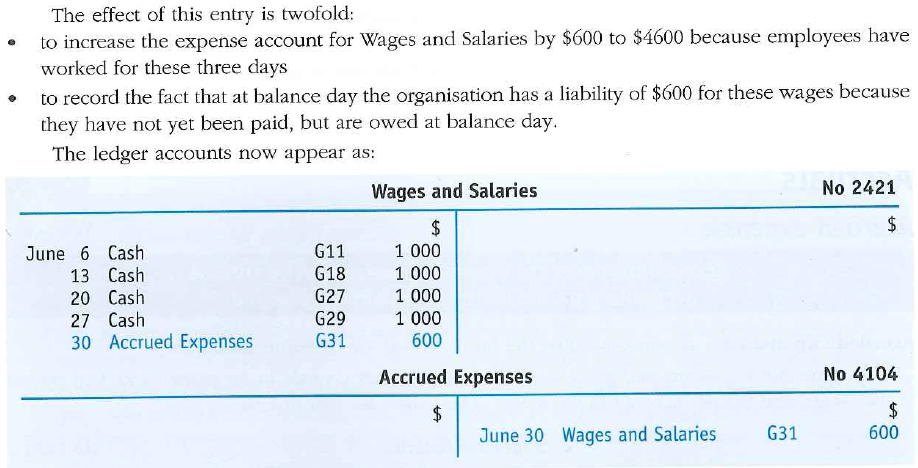 The effect of this entry is twofold:
• to increase the expense account for Wages and Salaries by $600 to $4600 because employees have
worked for these three days
• to record the fact that at balance day the organisation has a liability of $600 for these wages because
they have not yet been paid, but are owed at balance day.
The ledger accounts now appear as:
Wages and Salaries No 2421
$ $
June 6 Cash G11 1 000
13 Cash G18 1 000
20 Cash G27 1 000
27 Cash G29 1 000
30 Accrued Expenses G31 600
Accrued Expenses No 4104
$ $
June 30 Wages and Salaries G31 600